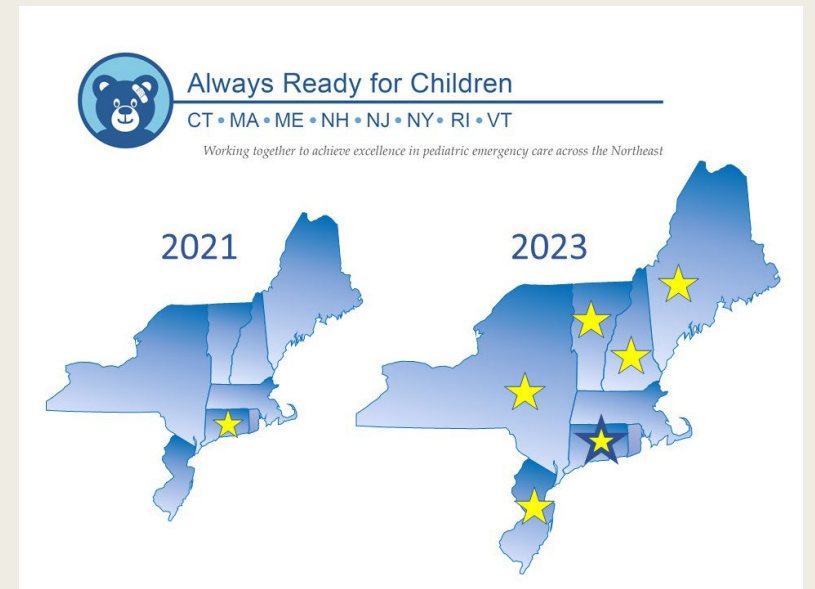 Always Ready for Children
CT • MA • ME • NH • NJ • NY • RI • VT
Working together to achieve excellence in pediatric emergency care across the Northeast
2021
2023